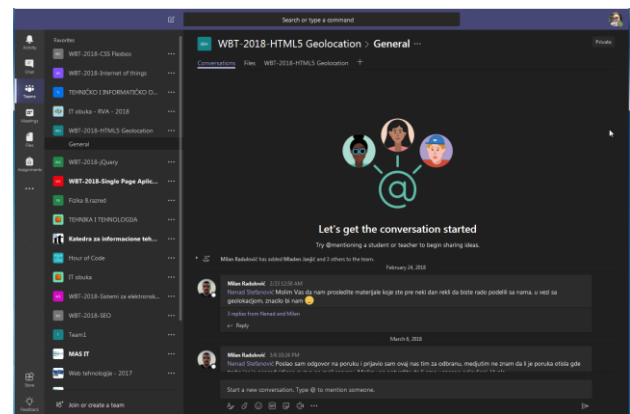 Search or type a command
Activity
Chat
Teams
Meetings
Files
Assignments
Store
Feedback
Favorites
WBT-2018-CSS Flexbox
WBT-2018-Internet of things
TEHNIČKO I INFORMATIČKO O...
IT obuka - RVA - 2018
WBT-2018-HTML5 Geolocation
General
WBT-2018-jQuery
WBT-2018-Single Page Aplic...
Fizika 8.razred
TEHNIKA I TEHNOLOGIJA
Katedra za informacione teh...
Hour of Code
IT obuka
WBT-2018-Sistemi za elektronsk...
WBT-2018-SEO
Team1
MAS IT
Web tehnologije - 2017
Join or create a team
WBT-2018-HTML5 Geolocation > General ...
Private
Conversations Files WBT-2018-HTML5 Geolocation +
Let's get the conversation started
Try @mentioning a student or teacher to begin sharing ideas.
Milan Radulović has added Mladen Janjić and 3 others to the team.
February 24, 2018
Milan Radulović 2/23 12:58 AM
Nenad Stefanović Molim Vas da nam prosledite materijale koje ste pre neki dan rekli da biste rado podelili sa nama, u vezi sa
geolokacijom, značilo bi nam
3 replies from Nenad and Milan
Reply
March 6, 2018
Milan Radulović 3/6 10:26 PM
Nenad Stefanović Poslao sam odgovor na poruku i prijavio sam ovaj nas tim za odbranu, medjutim ne znam da li je poruka otisla gde
Start a new conversation. Type @ to mention someone.